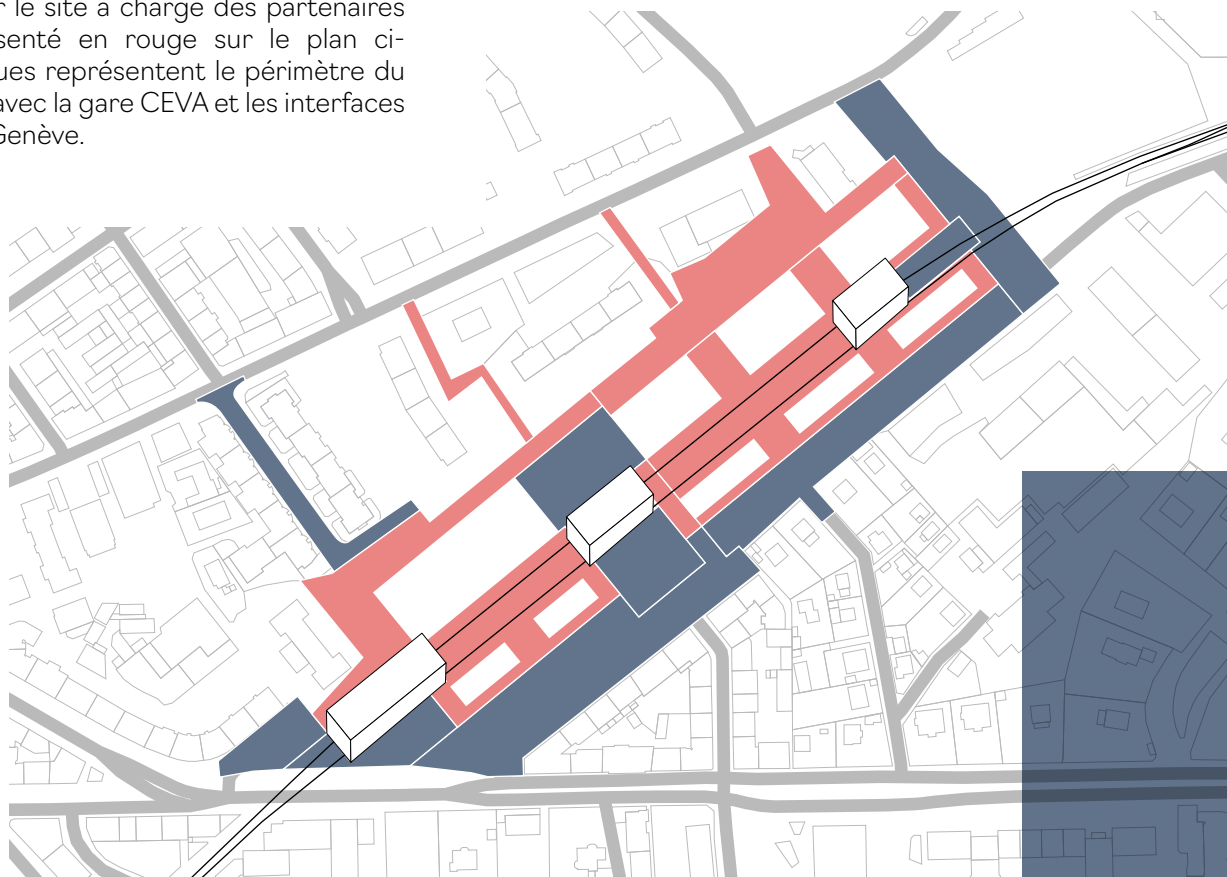 r le site à charge des partenaires
senté en rouge sur le plan ci-
ues représentent le périmètre du
avec la gare CEVA et les interfaces
Genève.